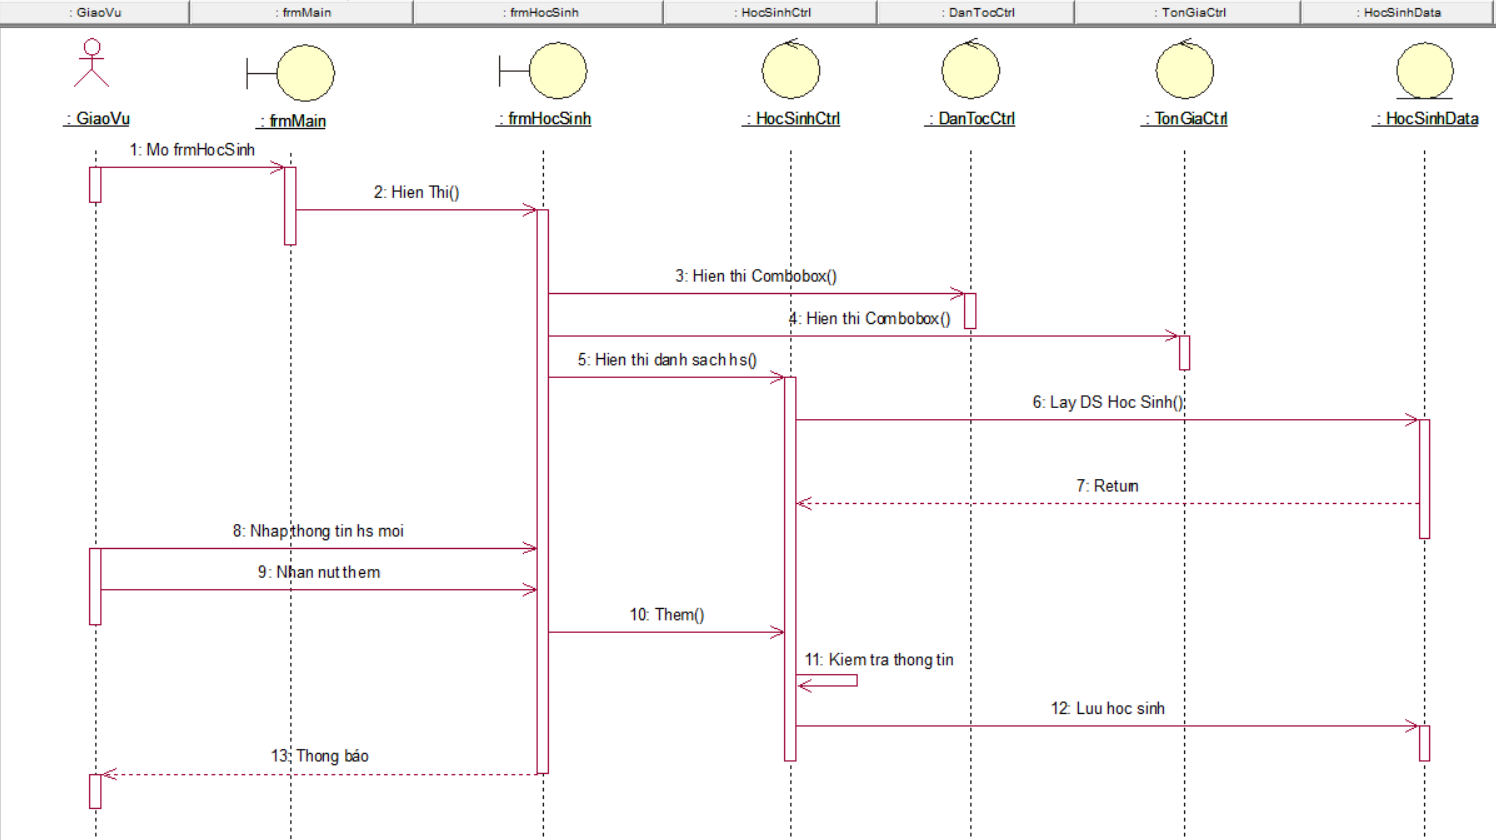 : GiaoVu
: frmMain
: frmHocSinh
: HocSinhCtrl
: DanTocCtrl
: TonGiaCtrl
: HocSinhData
: GiaoVu
: frmMain
: frmHocSinh
: HocSinhCtrl
: DanTocCtrl
: TonGiaCtrl
: HocSinhData
1: Mo frmHocSinh
2: Hien Thi()
3: Hien thi Combobox()
4: Hien thi Combobox()
5: Hien thi danh sach hs()
6: Lay DS Hoc Sinh()
7: Return
8: Nhap thong tin hs moi
9: Nhan nut them
10: Them()
11: Kiem tra thong tin
12: Luu hoc sinh
13: Thong báo